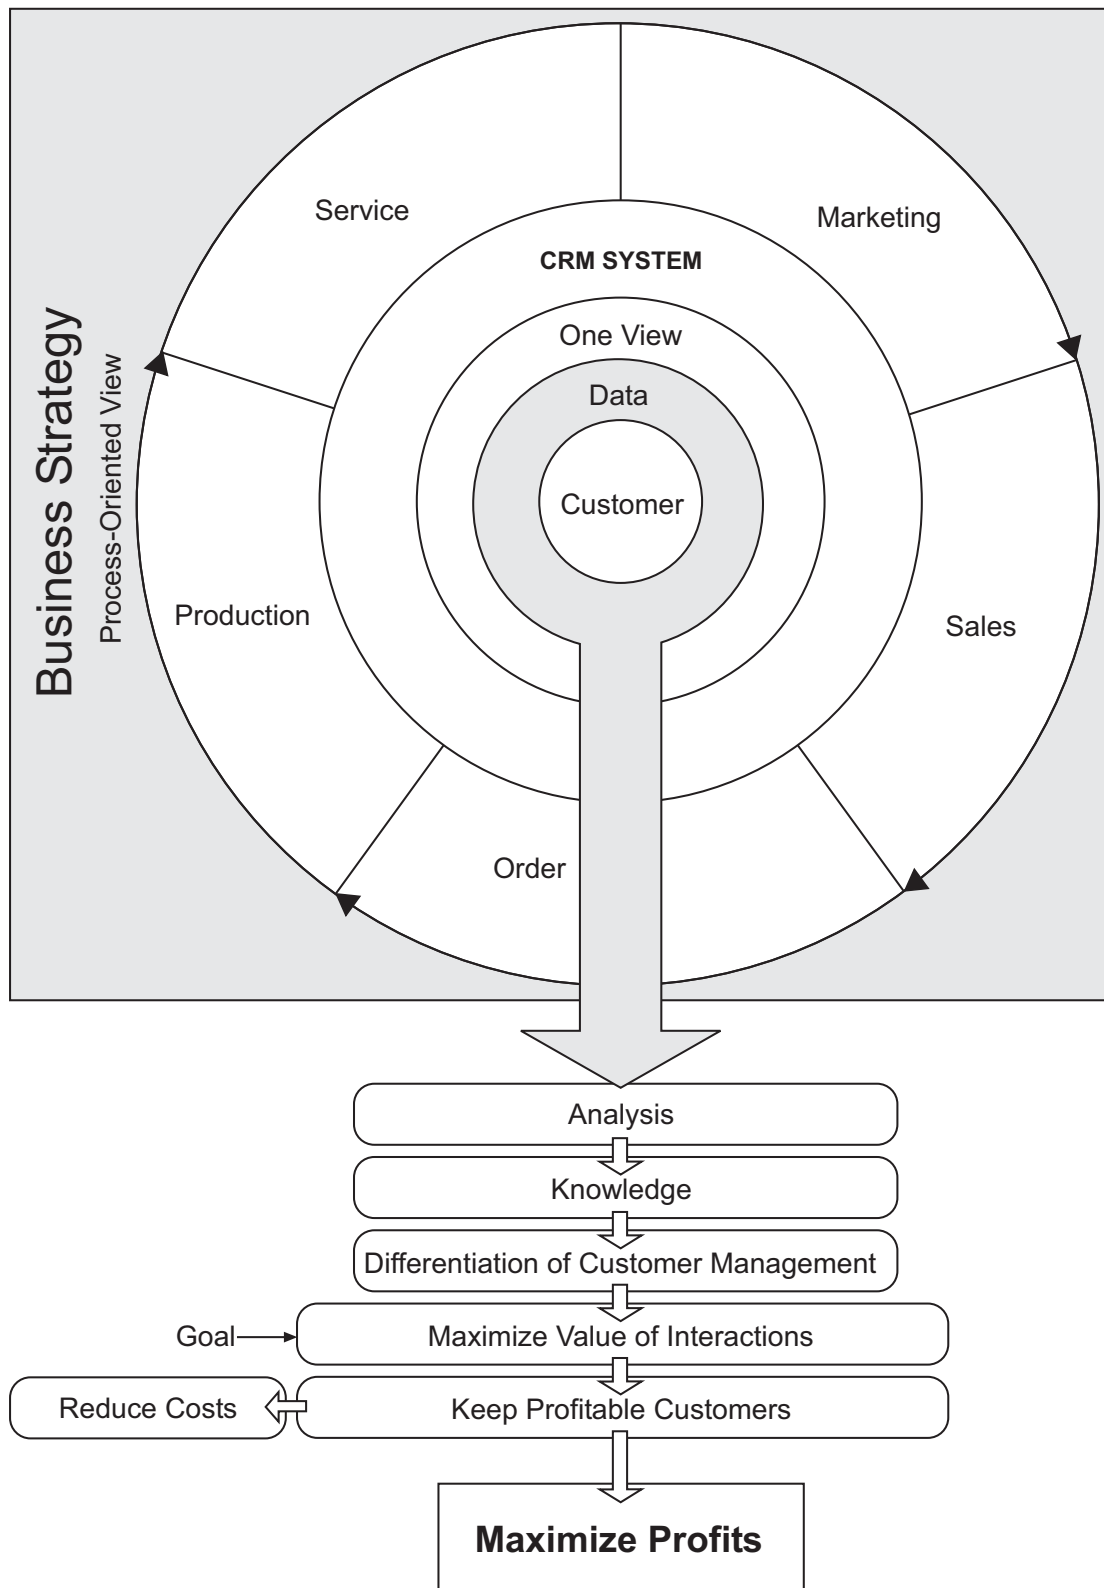 Business Strategy
Process-Oriented View
Service
Marketing
CRM SYSTEM
One View
Data
Customer
Production
Sales
Order
Analysis
Knowledge
Differentiation of Customer Management
Goal
Maximize Value of Interactions
Reduce Costs
Keep Profitable Customers
Maximize Profits